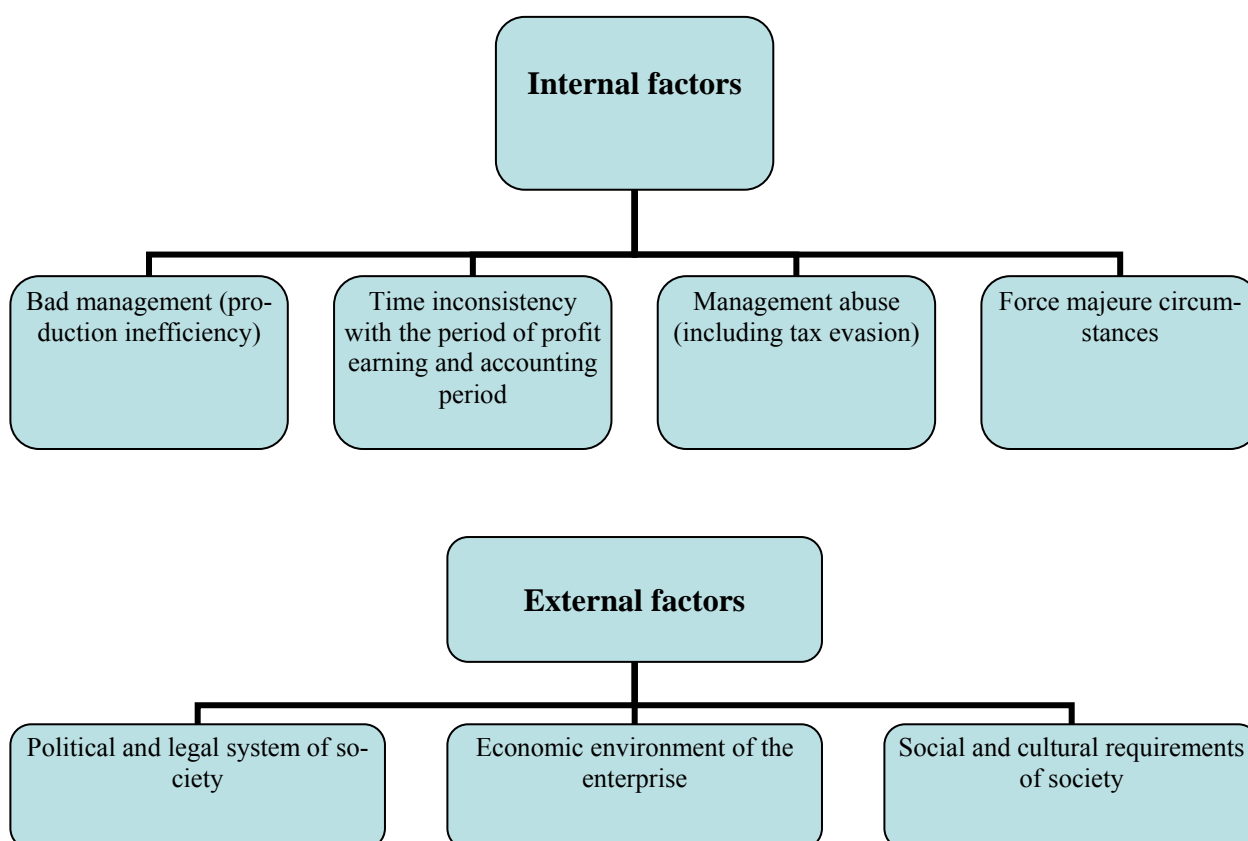 Internal factors
Bad management (pro-
duction inefficiency)
Time inconsistency
with the period of profit
earning and accounting
period
Management abuse
(including tax evasion)
Force majeure circum-
stances
External factors
Political and legal system of so-
ciety
Economic environment of the
enterprise
Social and cultural requirements
of society